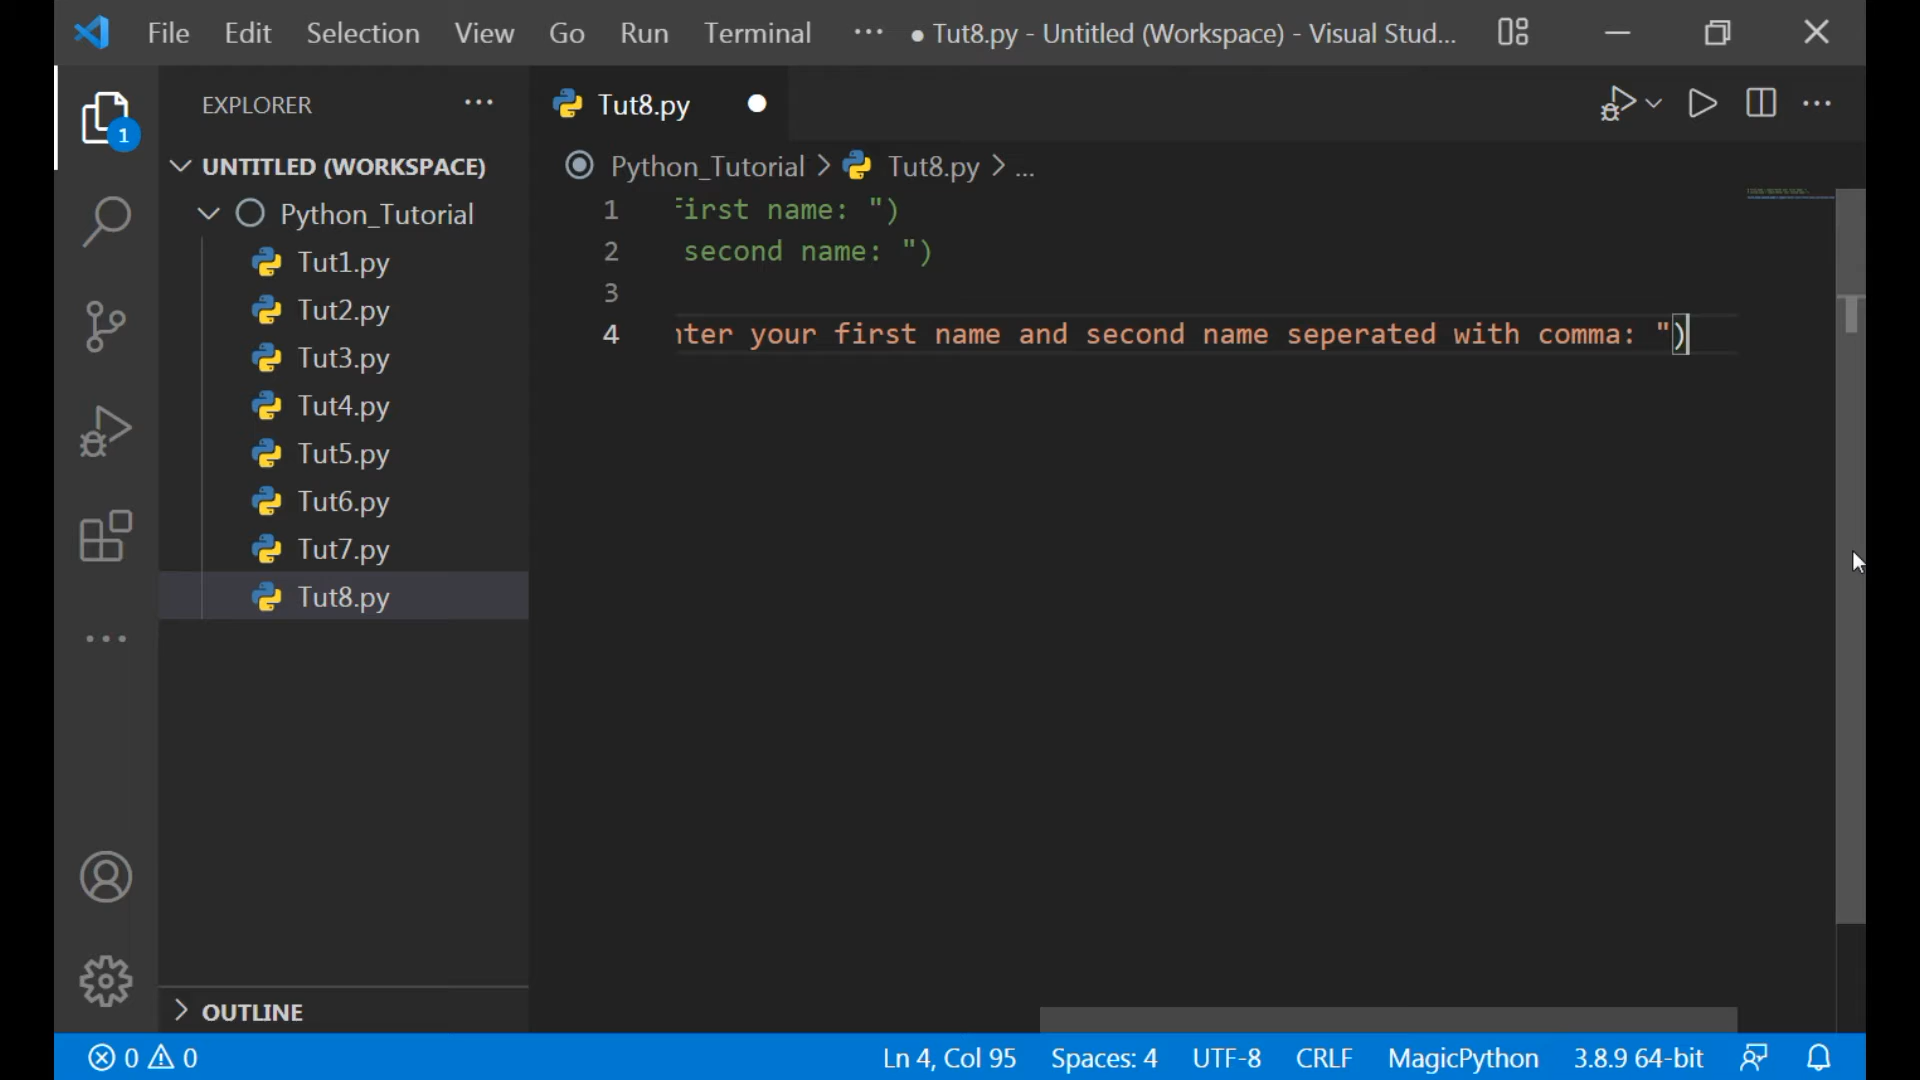 File Edit Selection View Go Run Terminal ··· ● Tut8.py - Untitled (Workspace) - Visual Stud...
EXPLORER ···
1
UNTITLED (WORKSPACE)
Python_Tutorial
Tut1.py
Tut2.py
Tut3.py
Tut4.py
Tut5.py
Tut6.py
Tut7.py
Tut8.py
OUTLINE
Tut8.py
Python_Tutorial > Tut8.py > ...
1 first name: ")
2 second name: ")
3
4 nter your first name and second name seperated with comma: ")
0 0 Ln 4, Col 95 Spaces: 4 UTF-8 CRLF MagicPython 3.8.9 64-bit